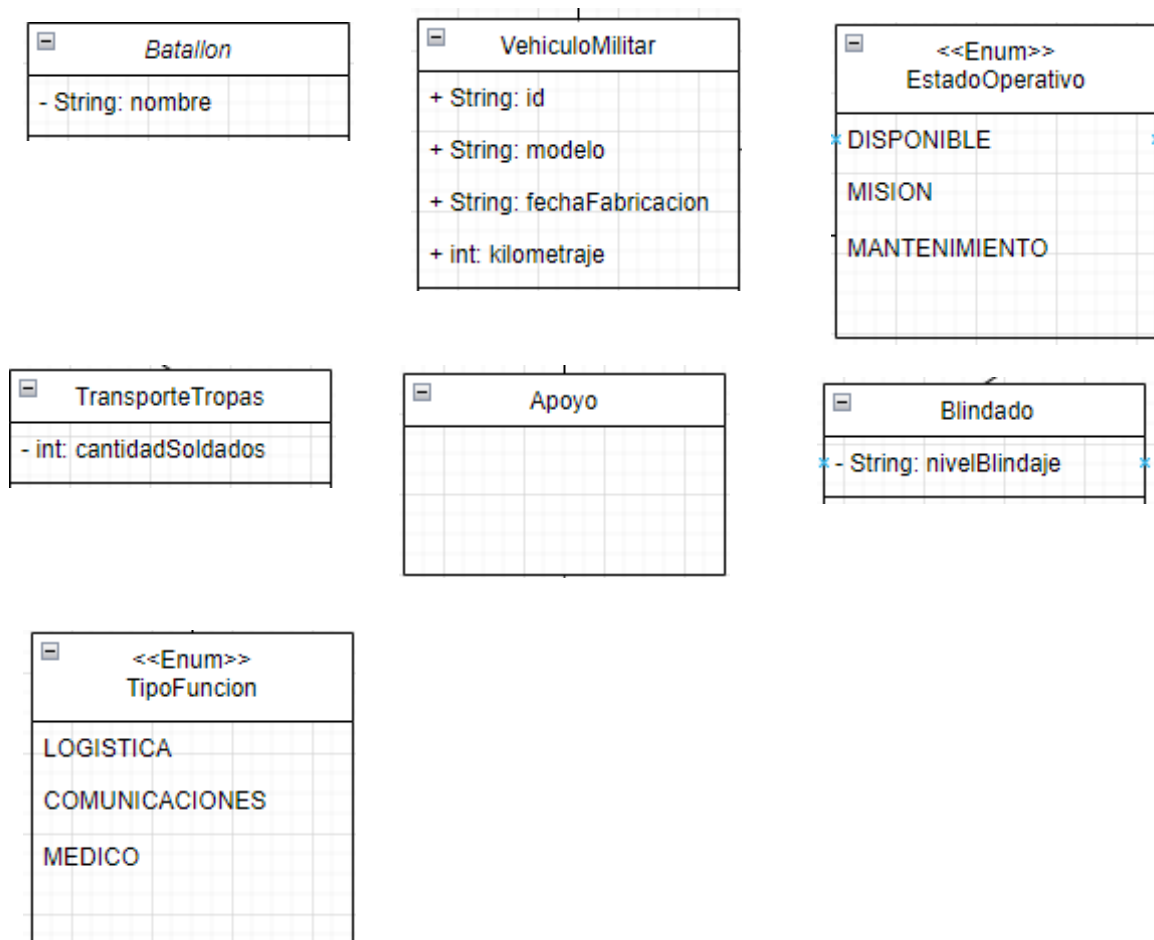 Batallon
- String: nombre
VehiculoMilitar
+ String: id
+ String: modelo
+ String: fechaFabricacion
+ int: kilometraje
<<Enum>>
EstadoOperativo
DISPONIBLE
MISION
MANTENIMIENTO
TransporteTropas
- int: cantidadSoldados
Apoyo
Blindado
- String: nivelBlindaje
<<Enum>>
TipoFuncion
LOGISTICA
COMUNICACIONES
MEDICO